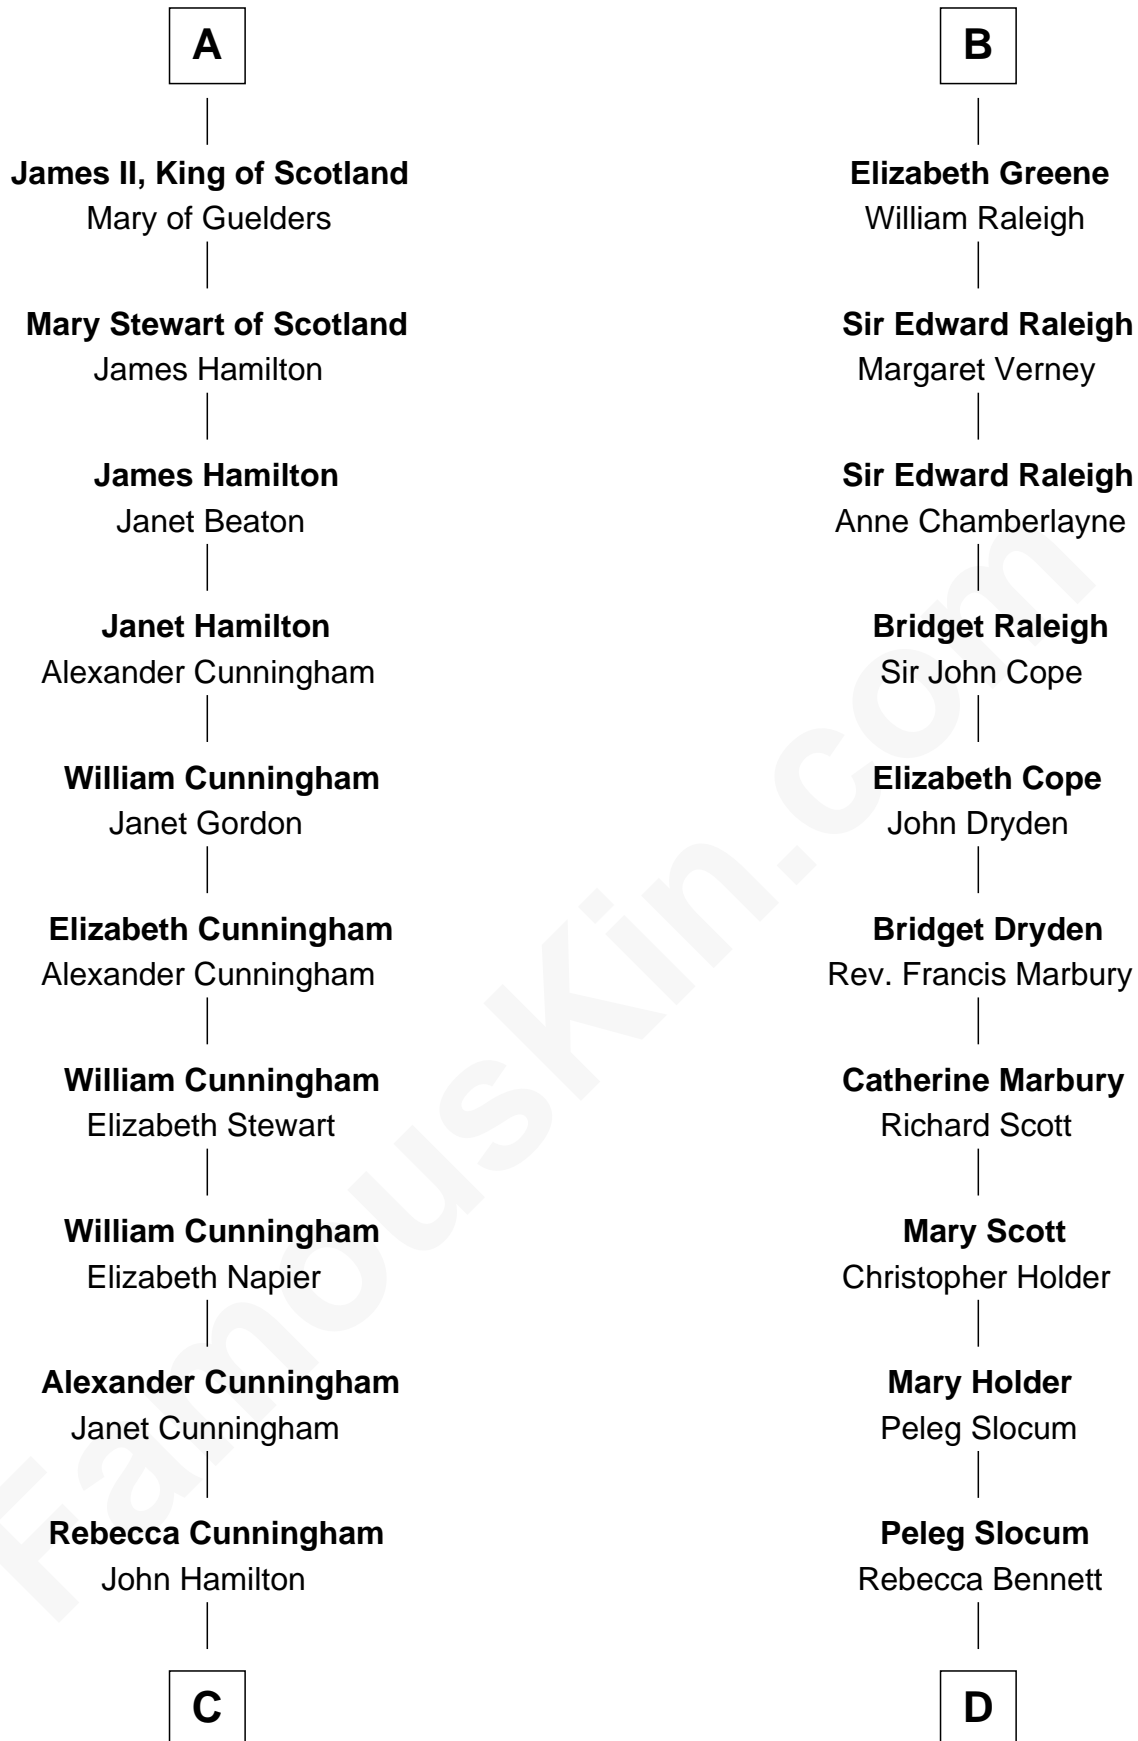 A
James II, King of Scotland
Mary of Guelders
Mary Stewart of Scotland
James Hamilton
James Hamilton
Janet Beaton
Janet Hamilton
Alexander Cunningham
William Cunningham
Janet Gordon
Elizabeth Cunningham
Alexander Cunningham
William Cunningham
Elizabeth Stewart
William Cunningham
Elizabeth Napier
Alexander Cunningham
Janet Cunningham
Rebecca Cunningham
John Hamilton
C
B
Elizabeth Greene
William Raleigh
Sir Edward Raleigh
Margaret Verney
Sir Edward Raleigh
Anne Chamberlayne
Bridget Raleigh
Sir John Cope
Elizabeth Cope
John Dryden
Bridget Dryden
Rev. Francis Marbury
Catherine Marbury
Richard Scott
Mary Scott
Christopher Holder
Mary Holder
Peleg Slocum
Peleg Slocum
Rebecca Bennett
D
FamousKin.com